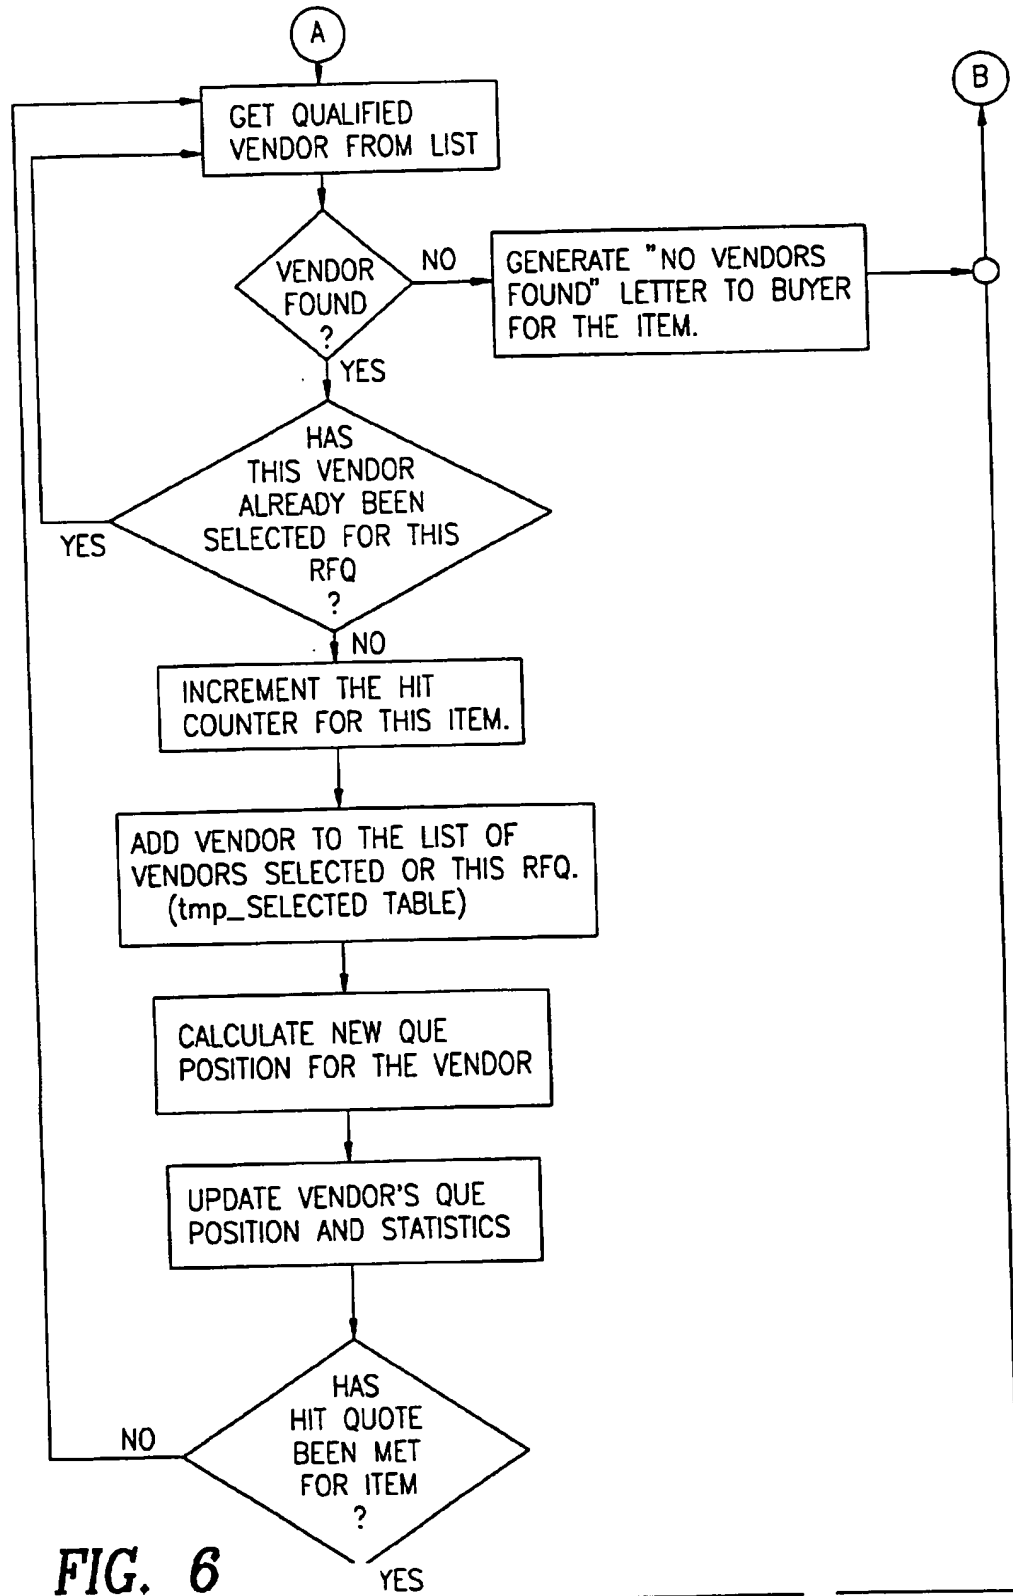 A
B
GET QUALIFIED
VENDOR FROM LIST
VENDOR
FOUND
?
NO
GENERATE "NO VENDORS
FOUND" LETTER TO BUYER
FOR THE ITEM.
YES
HAS
THIS VENDOR
ALREADY BEEN
SELECTED FOR THIS
RFQ
?
YES
NO
INCREMENT THE HIT
COUNTER FOR THIS ITEM.
ADD VENDOR TO THE LIST OF
VENDORS SELECTED OR THIS RFQ.
(tmp_SELECTED TABLE)
CALCULATE NEW QUE
POSITION FOR THE VENDOR
UPDATE VENDOR'S QUE
POSITION AND STATISTICS
HAS
HIT QUOTE
BEEN MET
FOR ITEM
?
NO
YES
FIG. 6